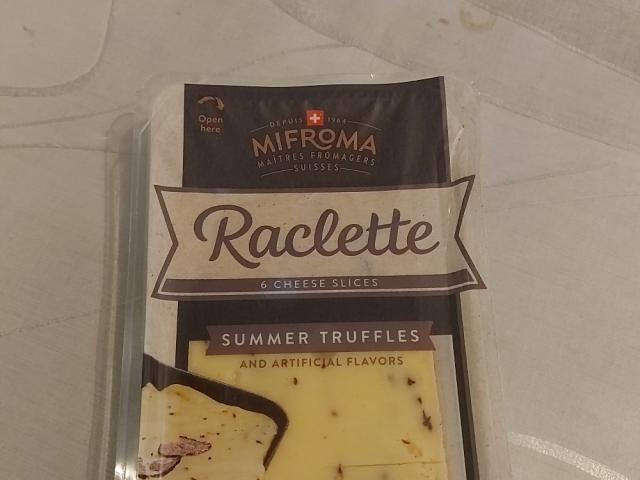 Open
here
DEPUIS 1964
MIFROMA
MAÎTRES FROMAGERS
SUISSES
Raclette
6 CHEESE SLICES
SUMMER TRUFFLES
AND ARTIFICIAL FLAVORS